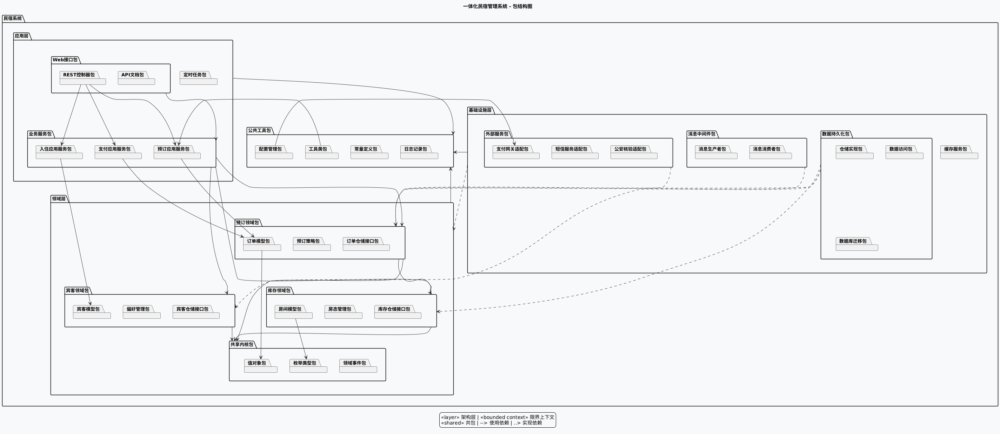 一体化民宿管理系统 - 包结构图
民宿系统
应用层
Web接口包
REST控制器包
API文档包
定时任务包
业务服务包
入住应用服务包
支付应用服务包
预订应用服务包
公共工具包
配置管理包
工具类包
常量定义包
日志记录包
基础设施层
外部服务包
支付网关适配包
短信服务适配包
公安核验适配包
消息中间件包
消息生产者包
消息消费者包
数据持久化包
仓储实现包
数据访问包
缓存服务包
数据库迁移包
领域层
预订领域包
订单模型包
预订策略包
订单仓储接口包
宾客领域包
宾客模型包
偏好管理包
宾客仓储接口包
库存领域包
房间模型包
房态管理包
库存仓储接口包
共享内核包
值对象包
枚举类型包
领域事件包
«layer» 架构层 | «bounded context» 限界上下文
«shared» 共包 | --> 使用依赖 | ..> 实现依赖